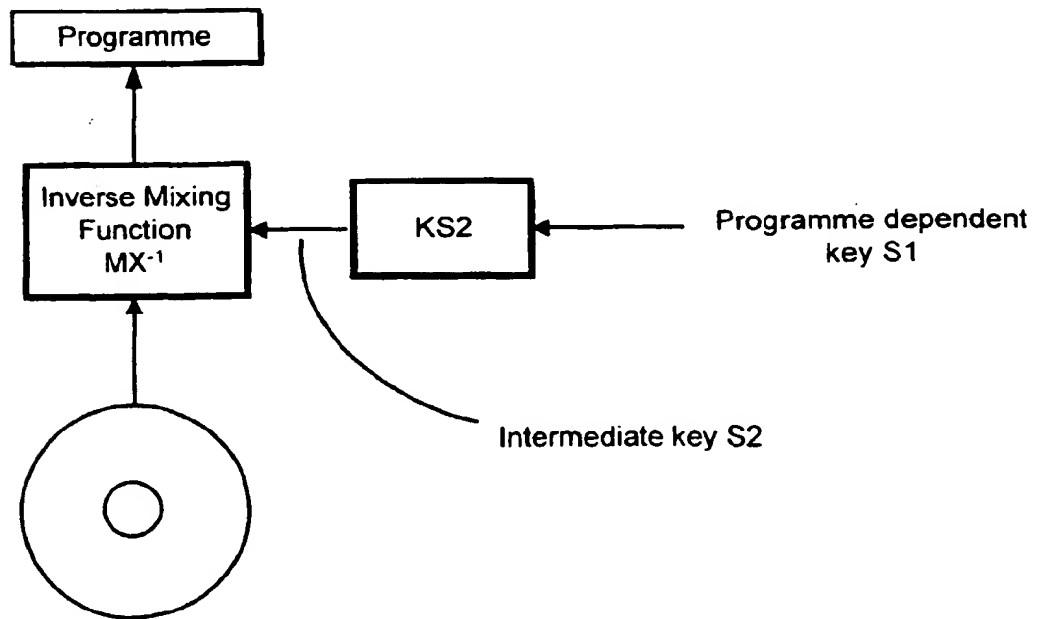 Programme
Inverse Mixing
Function
MX⁻¹
KS2
Programme dependent
key S1
Intermediate key S2